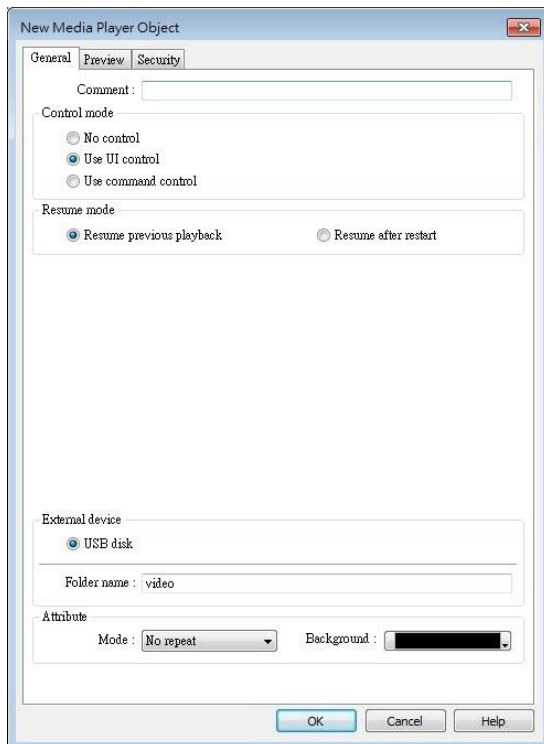 New Media Player Object
General Preview Security
Comment :
Control mode
No control
Use UI control
Use command control
Resume mode
Resume previous playback Resume after restart
External device
USB disk
Folder name : video
Attribute
Mode : No repeat Background :
OK Cancel Help